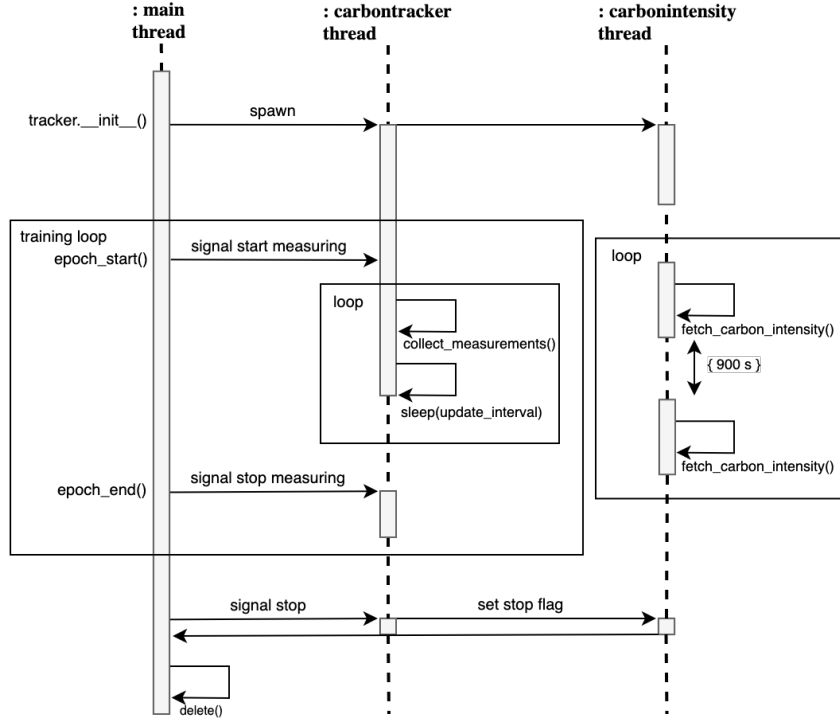 : main
thread
: carbontracker
thread
: carbonintensity
thread
tracker.__init__()
spawn
training loop
epoch_start()
signal start measuring
loop
collect_measurements()
sleep(update_interval)
loop
fetch_carbon_intensity()
{ 900 s }
fetch_carbon_intensity()
epoch_end()
signal stop measuring
signal stop
set stop flag
delete()